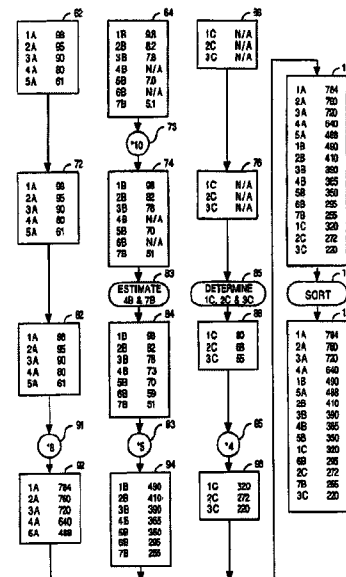 62
1A 98
2A 95
3A 90
4A 80
5A 61
64
1B 9.8
2B 8.2
3B 7.8
4B N/A
5B 7.0
6B N/A
7B 5.1
66
1C N/A
2C N/A
3C N/A
73
*10
72
1A 98
2A 95
3A 90
4A 80
5A 61
74
1B 98
2B 82
3B 78
4B N/A
5B 70
6B N/A
7B 51
76
1C N/A
2C N/A
3C N/A
83
ESTIMATE
4B & 7B
85
DETERMINE
1C, 2C & 3C
82
1A 98
2A 95
3A 90
4A 80
5A 61
84
1B 98
2B 82
3B 78
4B 73
5B 70
6B 59
7B 51
86
1C 80
2C 68
3C 55
91
*8
93
*5
95
*4
92
1A 784
2A 760
3A 720
4A 640
5A 488
94
1B 490
2B 410
3B 390
4B 365
5B 350
6B 295
7B 255
96
1C 320
2C 272
3C 220
1A 784
2A 760
3A 720
4A 640
5A 488
1B 490
2B 410
3B 390
4B 365
5B 350
6B 295
7B 255
1C 320
2C 272
3C 220
SORT
1A 784
2A 760
3A 720
4A 640
1B 490
5A 488
2B 410
3B 390
4B 365
5B 350
1C 320
6B 295
2C 272
7B 255
3C 220